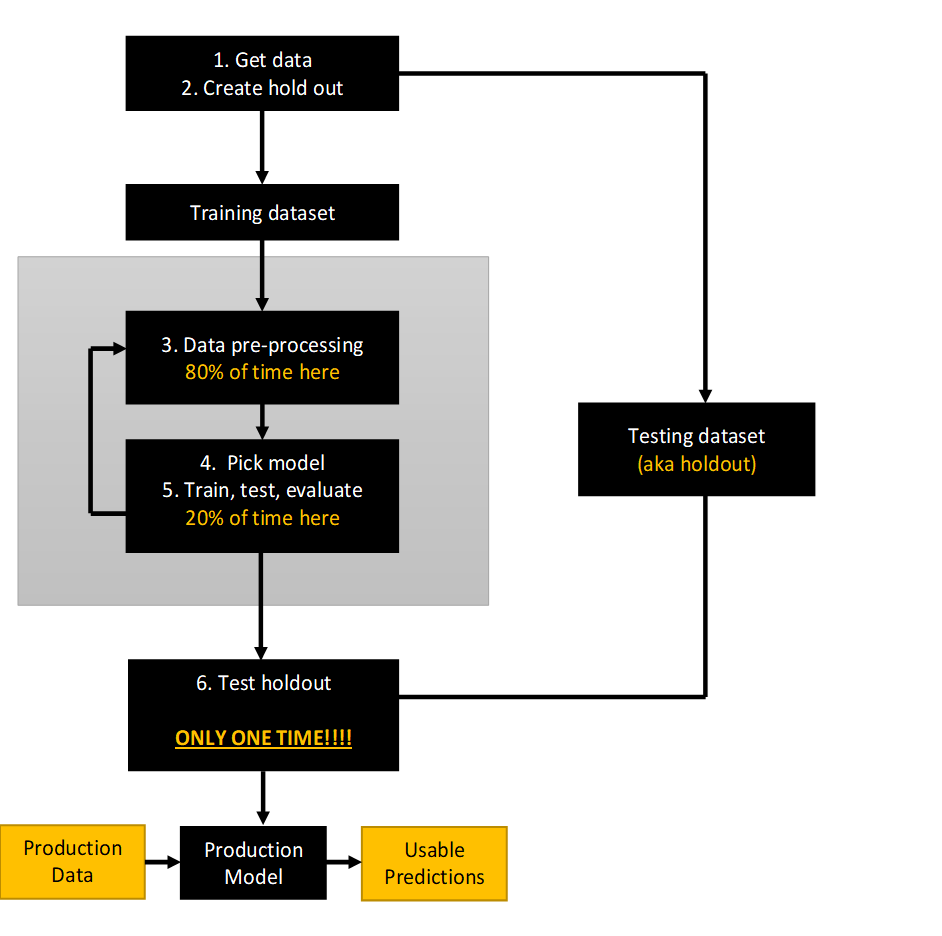 1. Get data
2. Create hold out
Training dataset
3. Data pre-processing
80% of time here
4.  Pick model
5. Train, test, evaluate
20% of time here
Testing dataset
(aka holdout)
6. Test holdout
ONLY ONE TIME!!!!
Production
Data
Production
Model
Usable
Predictions